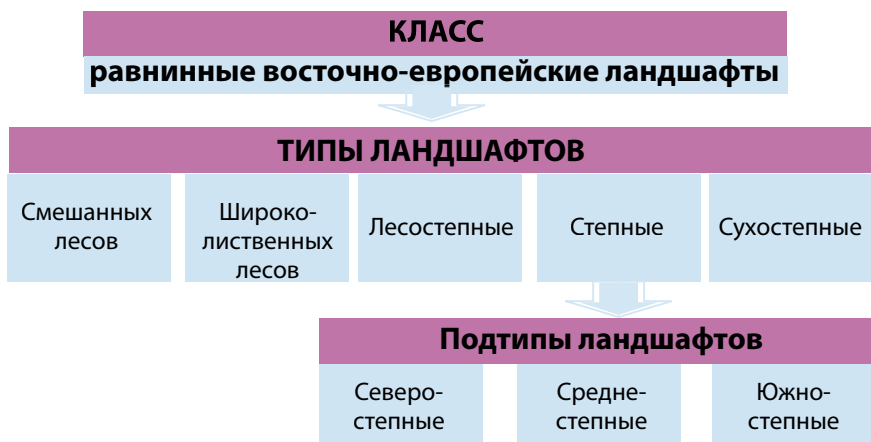 КЛАСС
равнинные восточно-европейские ландшафты
ТИПЫ ЛАНДШАФТОВ
Смешанных
лесов
Широко-
лиственных
лесов
Лесостепные
Степные
Сухостепные
Подтипы ландшафтов
Северо-
степные
Средне-
степные
Южно-
степные